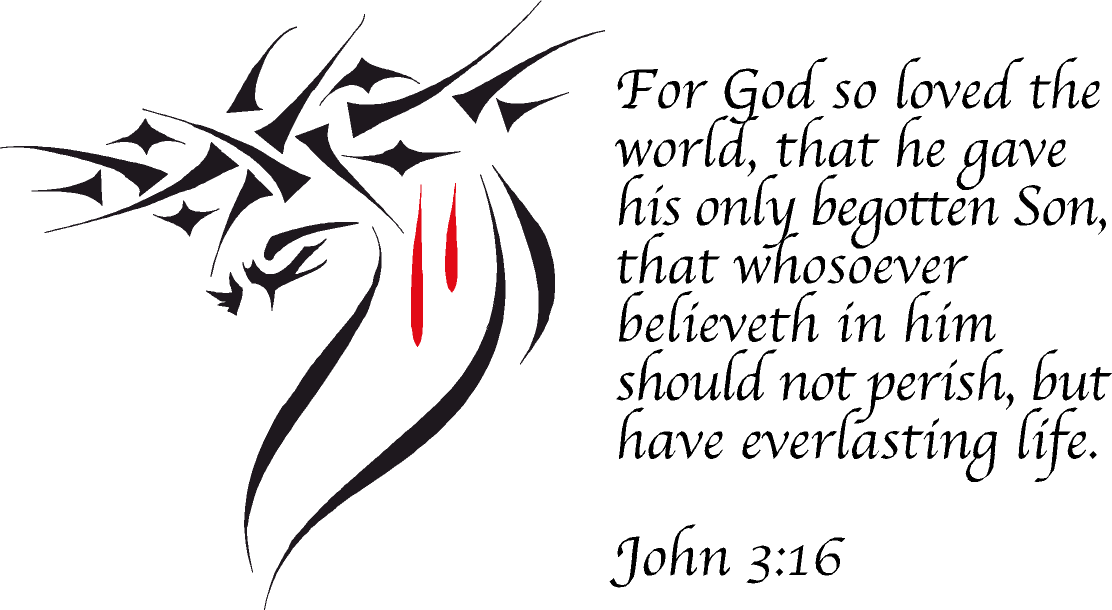 For God so loved the
world, that he gave
his only begotten Son,
that whosoever
believeth in him
should not perish, but
have everlasting life.
John 3:16